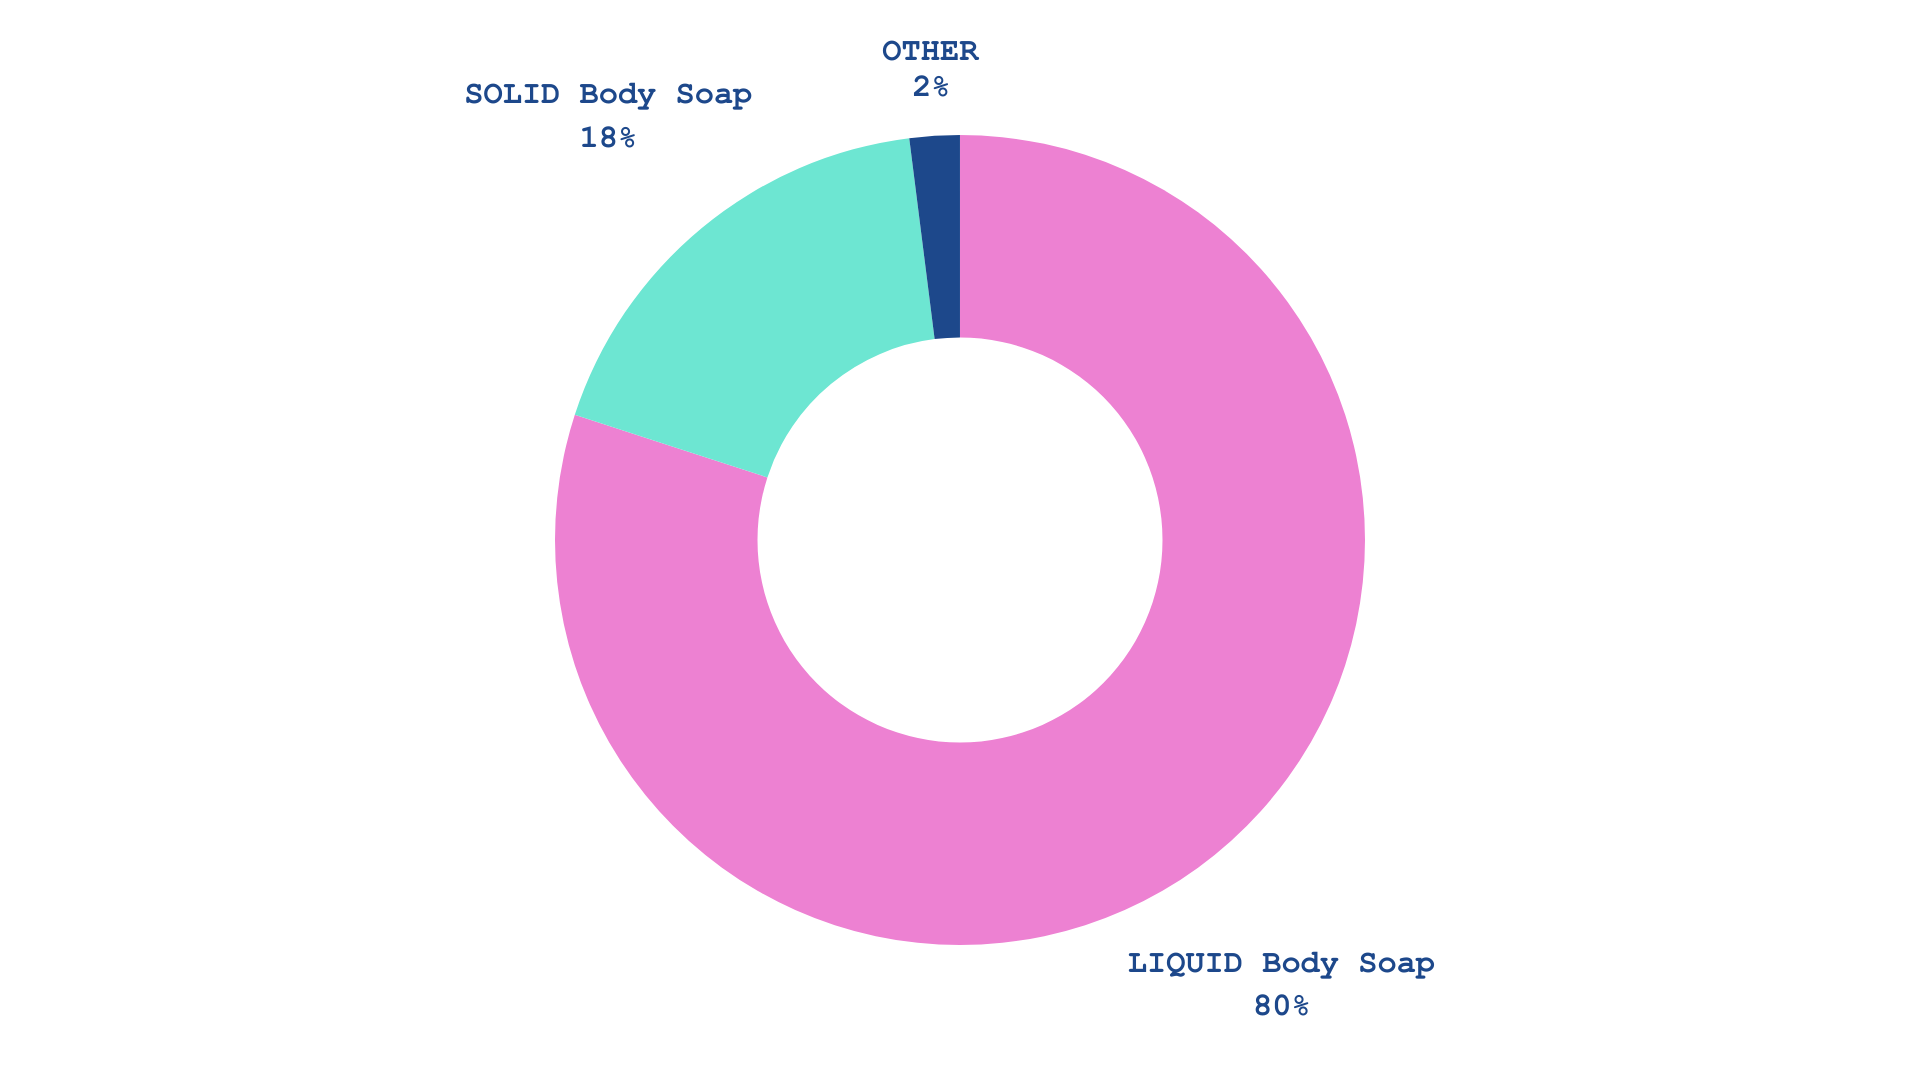 OTHER
2%
SOLID Body Soap
18%
LIQUID Body Soap
80%